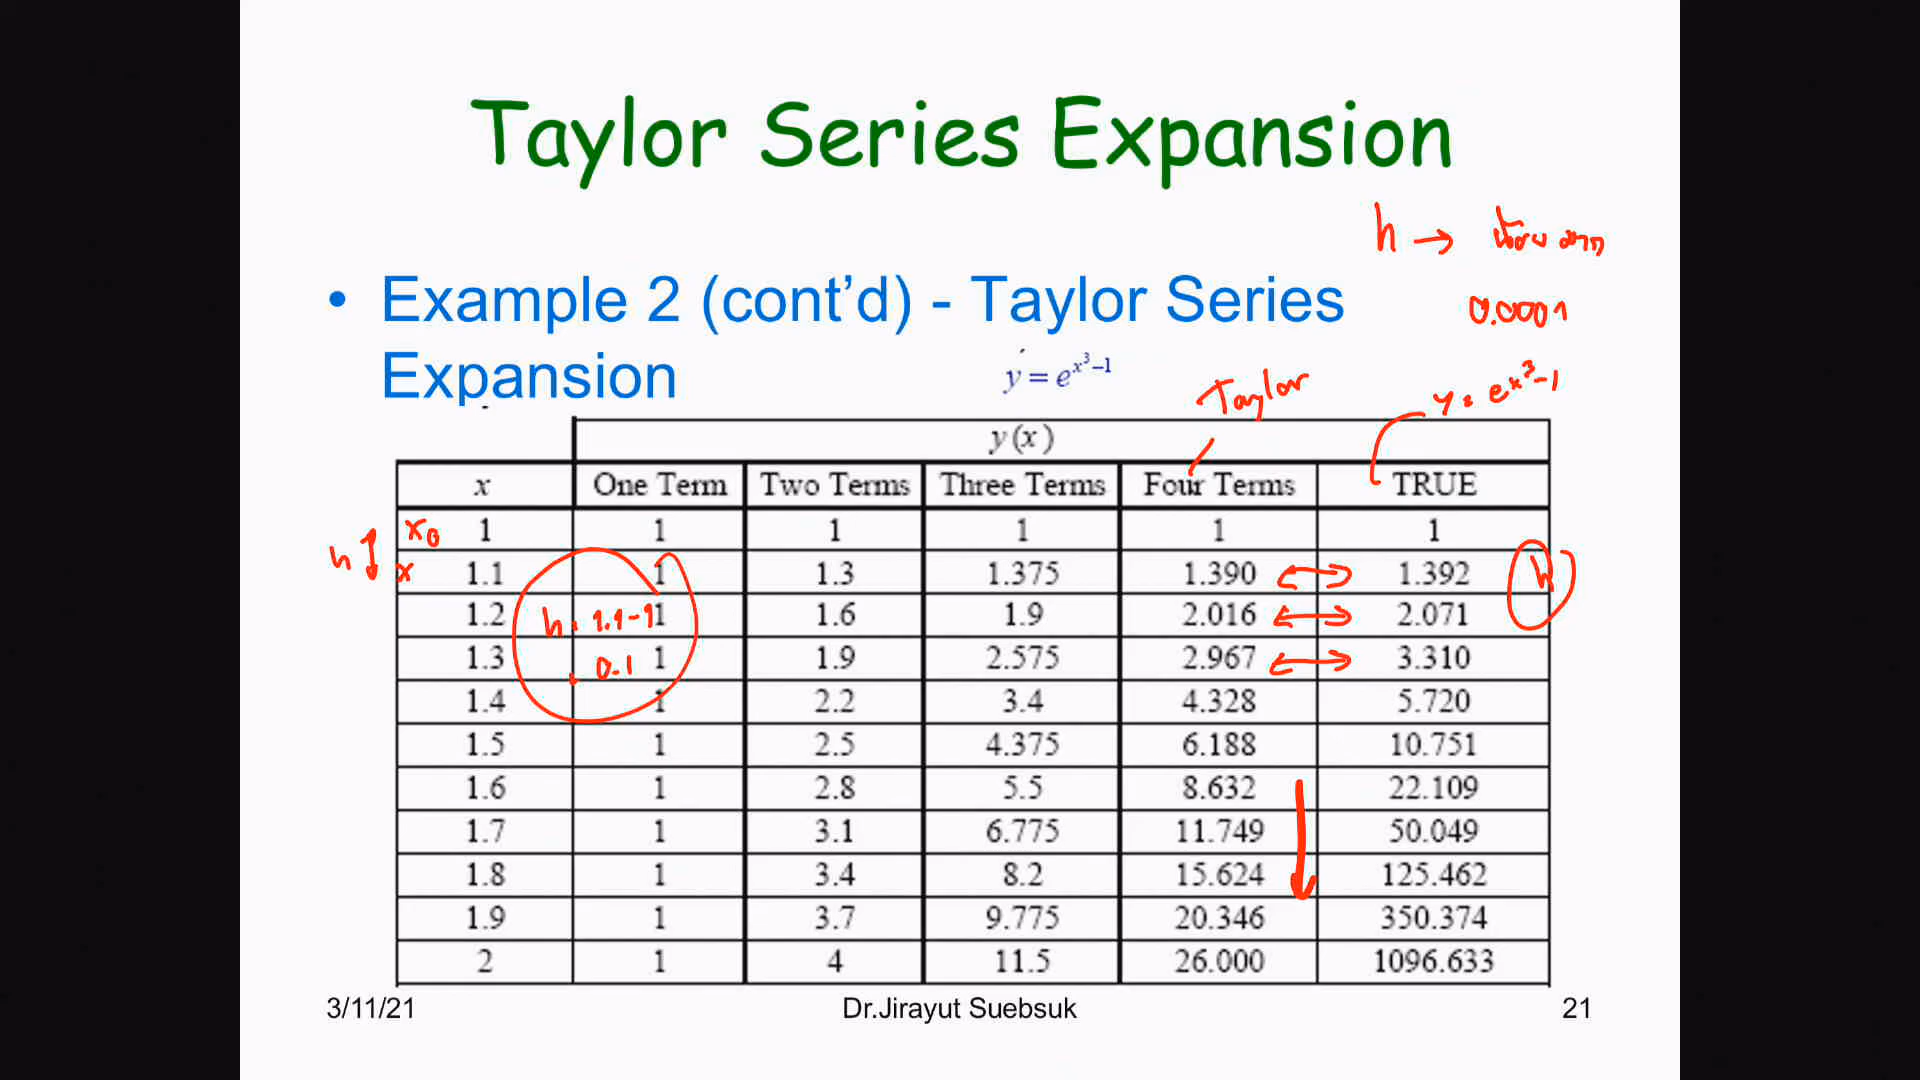 Taylor Series Expansion
h → น้อยมาก
• Example 2 (cont’d) - Taylor Series
Expansion
0.0001
y = e^{x^3-1}
Taylor
y = e^{x^3-1}
y(x)
x One Term Two Terms Three Terms Four Terms TRUE
h x0 1 1 1 1 1 1
x 1.1 1 1.3 1.375 1.390 1.392 h
1.2 1 1.6 1.9 2.016 2.071
h = 1.1-1
1.3 1 1.9 2.575 2.967 3.310
= 0.1
1.4 1 2.2 3.4 4.328 5.720
1.5 1 2.5 4.375 6.188 10.751
1.6 1 2.8 5.5 8.632 22.109
1.7 1 3.1 6.775 11.749 50.049
1.8 1 3.4 8.2 15.624 125.462
1.9 1 3.7 9.775 20.346 350.374
2 1 4 11.5 26.000 1096.633
3/11/21 Dr.Jirayut Suebsuk 21